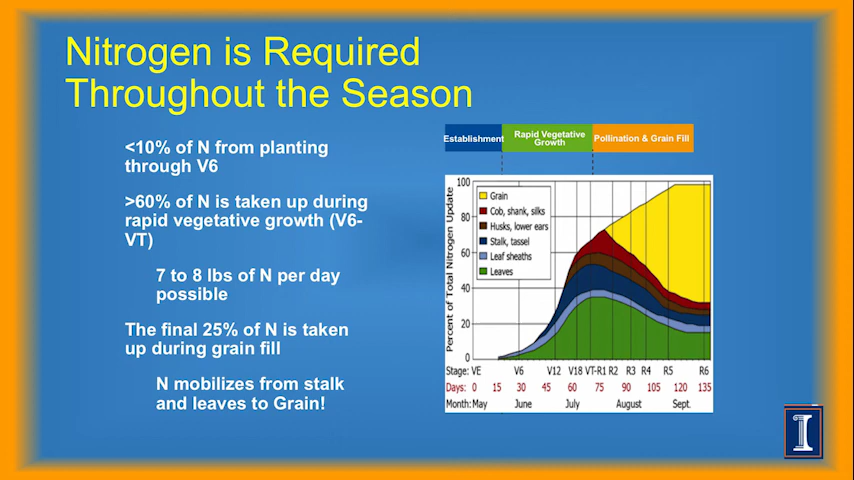 Nitrogen is Required
Throughout the Season
<10% of N from planting
through V6
>60% of N is taken up during
rapid vegetative growth (V6-
VT)
7 to 8 lbs of N per day
possible
The final 25% of N is taken
up during grain fill
N mobilizes from stalk
and leaves to Grain!
Establishment
Rapid Vegetative
Growth
Pollination & Grain Fill
Percent of Total Nitrogen Update
100
80
60
40
20
0
Grain
Cob, shank, silks
Husks, lower ears
Stalk, tassel
Leaf sheaths
Leaves
Stage: VE V6 V12 V18 VT-R1 R2 R3 R4 R5 R6
Days: 0 15 30 45 60 75 90 105 120 135
Month: May June July August Sept.
I